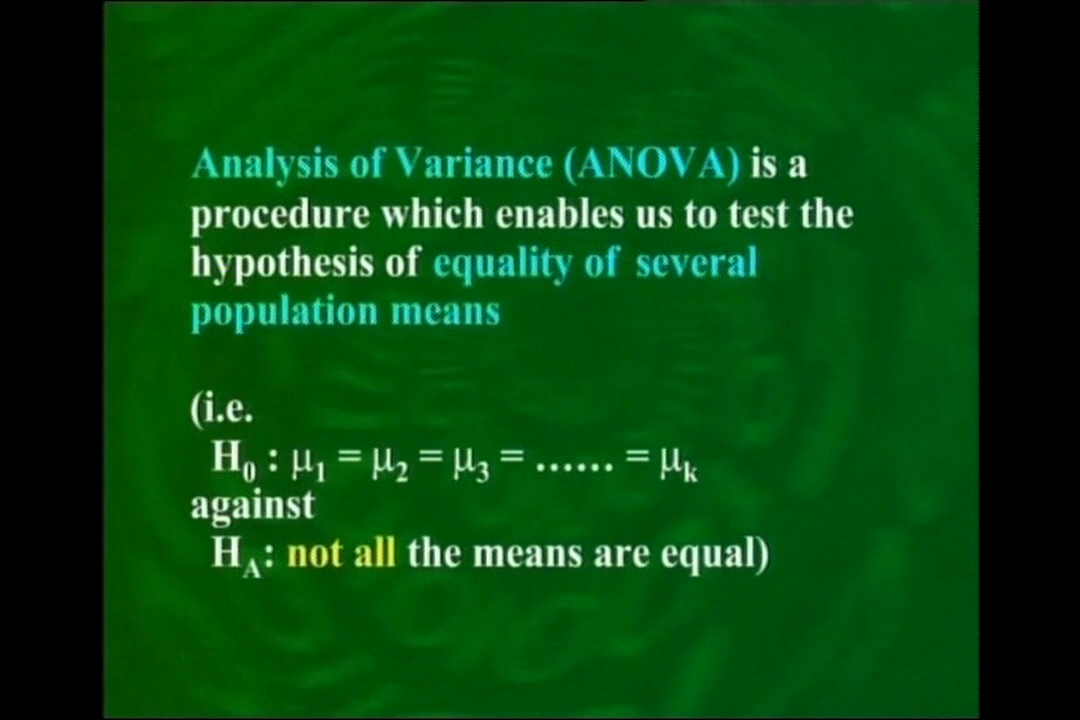 Analysis of Variance (ANOVA) is a
procedure which enables us to test the
hypothesis of equality of several
population means
(i.e.
H₀ : μ₁ = μ₂ = μ₃ = ...... = μₖ
against
H_A: not all the means are equal)